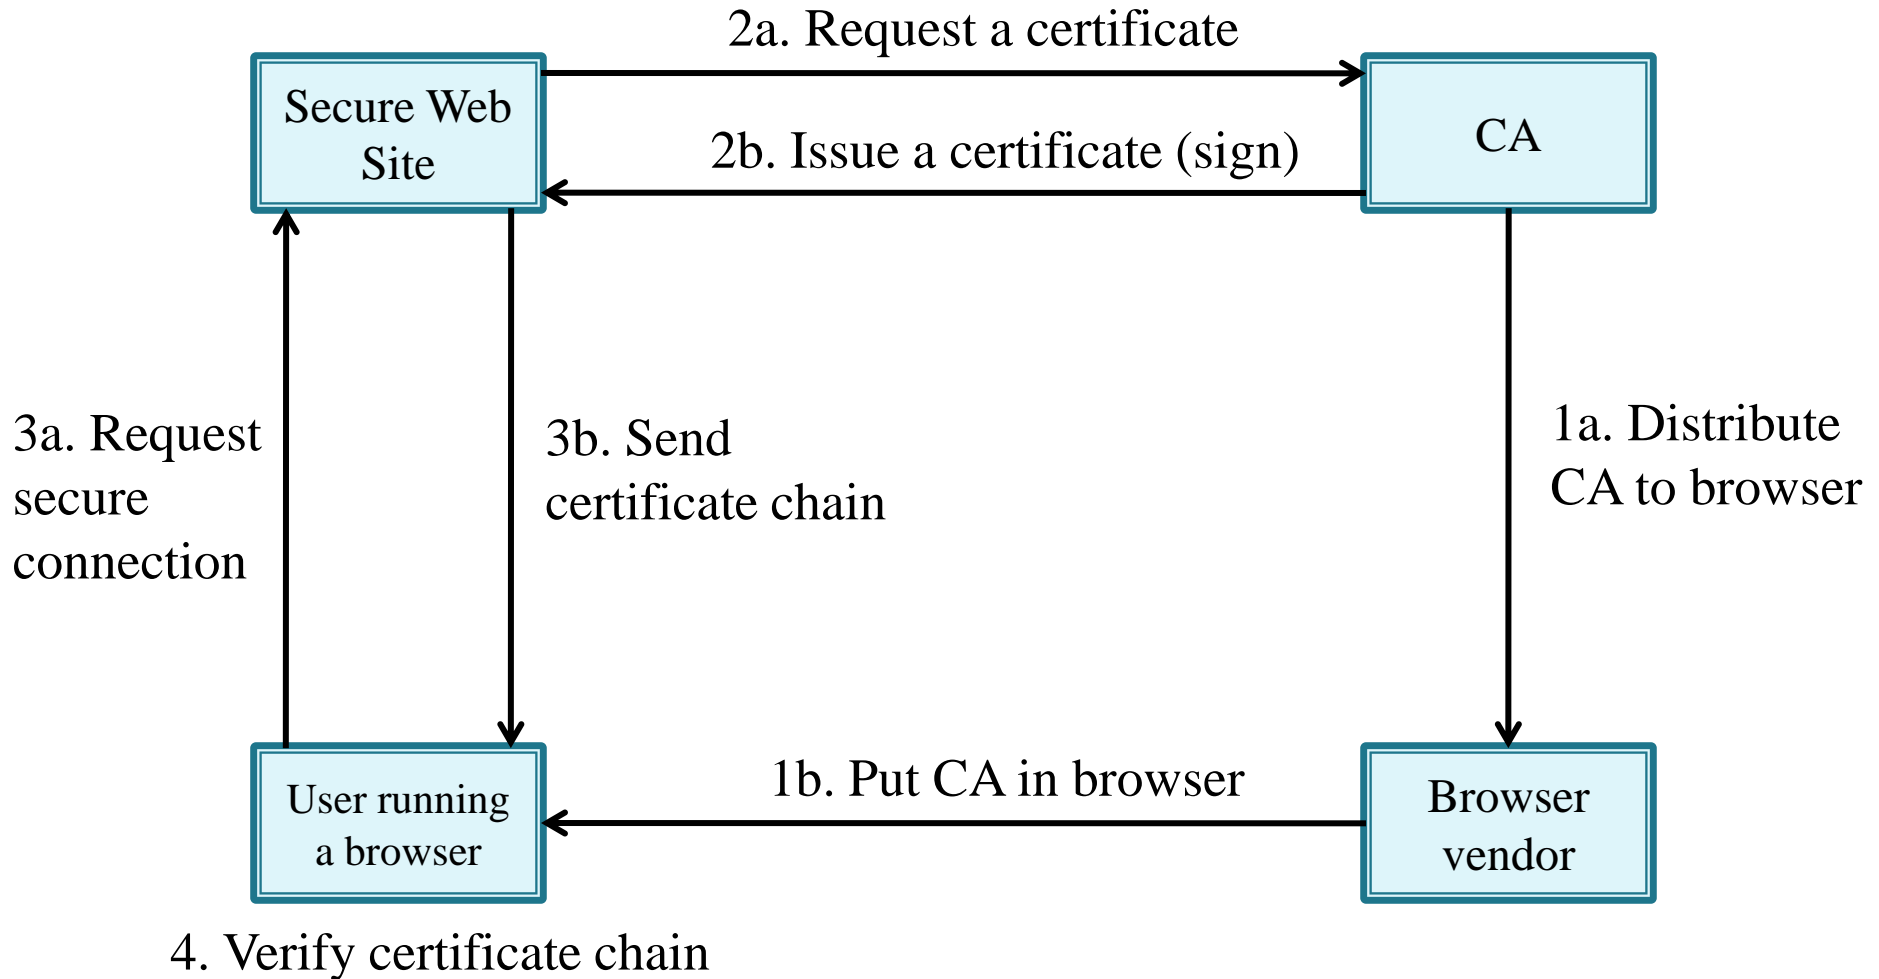 2a. Request a certificate
Secure Web
Site
CA
2b. Issue a certificate (sign)
3a. Request
secure
connection
3b. Send
certificate chain
1a. Distribute
CA to browser
User running
a browser
1b. Put CA in browser
Browser
vendor
4. Verify certificate chain